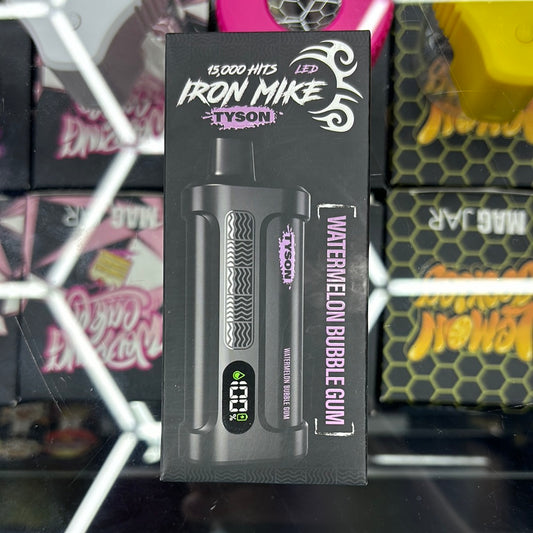 15,000 HITS
LED
IRON MIKE
TYSON
TYSON
WATERMELON BUBBLE GUM
WATERMELON BUBBLE GUM
100
%
MAG JAR
MAG JAR
LEMON